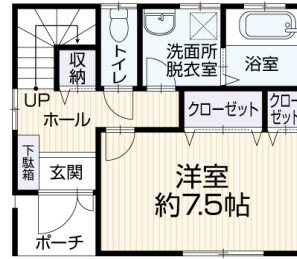 収納
トイレ
洗面所
脱衣室
浴室
UP
ホール
クローゼット
クロー
ゼット
下駄箱
玄関
洋室
約7.5帖
ポーチ